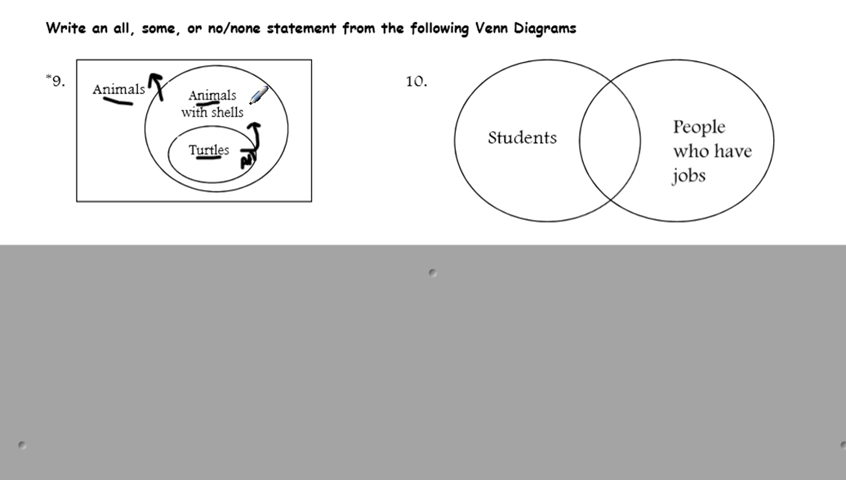 Write an all, some, or no/none statement from the following Venn Diagrams
*9.
Animals
Animals
with shells
Turtles
10.
Students
People
who have
jobs